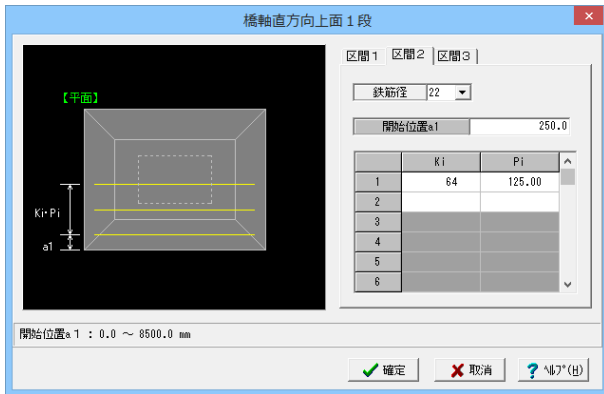 橋軸直方向上面１段
区間1 区間2 区間3
【平面】
鉄筋径 22
開始位置a1 250.0
Ki Pi
1 64 125.00
2
3
4
5
6
Ki・Pi
a1
開始位置a１ : 0.0 ～ 8500.0 mm
確定 取消 ヘルプ(H)